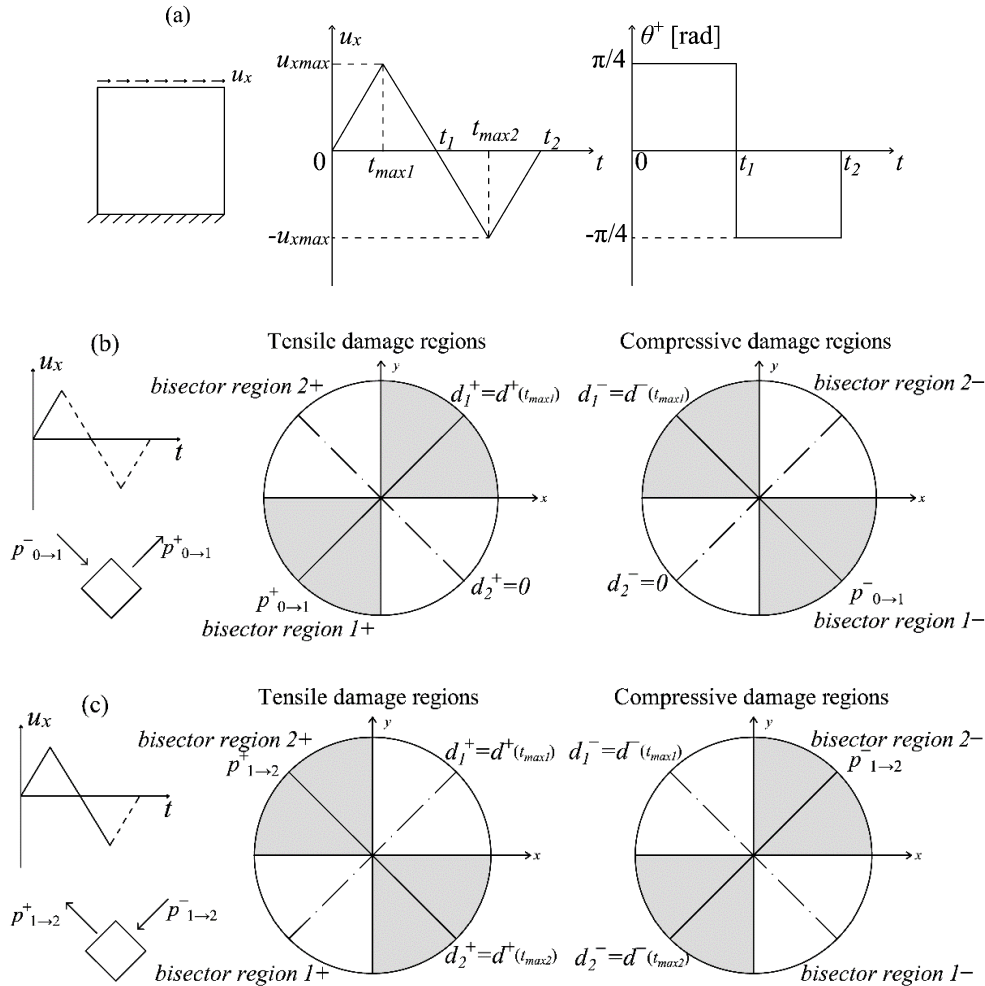 (a)
u_x
u_x
u_xmax
0
-u_xmax
t_max1
t_1
t_max2
t_2
t
θ⁺ [rad]
π/4
0
-π/4
t_1
t_2
t
(b)
u_x
t
p⁻_0→1
p⁺_0→1
Tensile damage regions
bisector region 2+
y
d_1⁺=d⁺(t_max1)
x
d_2⁺=0
p⁺_0→1
bisector region 1+
Compressive damage regions
d_1⁻=d⁻(t_max1)
y
bisector region 2−
x
d_2⁻=0
p⁻_0→1
bisector region 1−
(c)
u_x
t
p⁺_1→2
p⁻_1→2
Tensile damage regions
bisector region 2+
p⁺_1→2
y
d_1⁺=d⁺(t_max1)
x
d_2⁺=d⁺(t_max2)
bisector region 1+
Compressive damage regions
d_1⁻=d⁻(t_max1)
y
bisector region 2−
p⁻_1→2
x
d_2⁻=d⁻(t_max2)
bisector region 1−